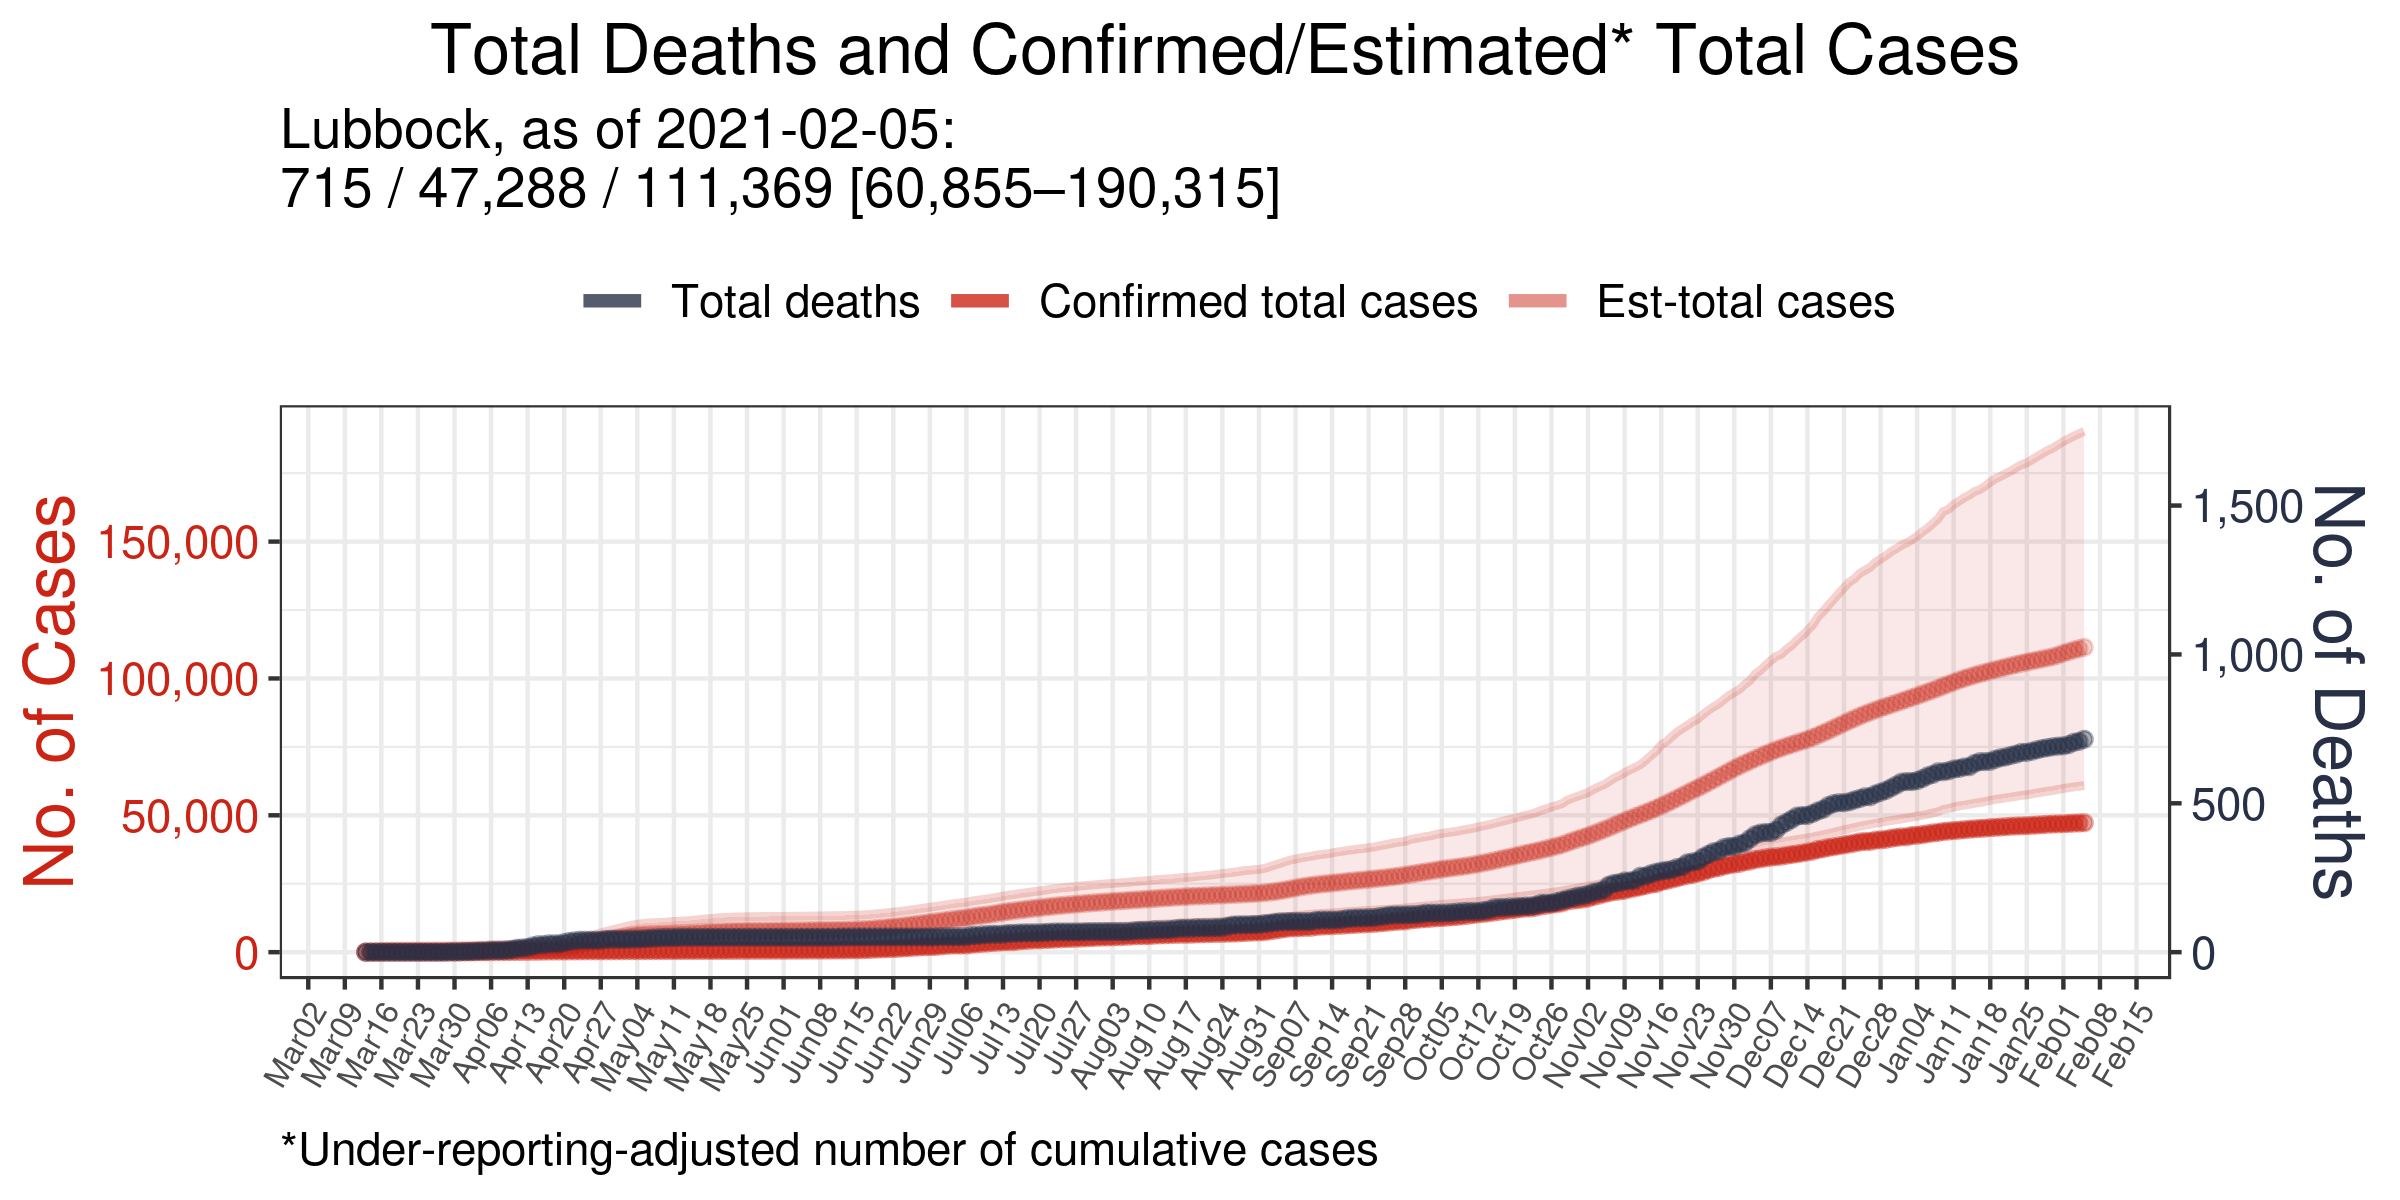 Total Deaths and Confirmed/Estimated* Total Cases
Lubbock, as of 2021-02-05:
715 / 47,288 / 111,369 [60,855–190,315]
Total deaths
Confirmed total cases
Est-total cases
No. of Cases
150,000
100,000
50,000
0
1,500
1,000
500
0
No. of Deaths
Mar02
Mar09
Mar16
Mar23
Mar30
Apr06
Apr13
Apr20
Apr27
May04
May11
May18
May25
Jun01
Jun08
Jun15
Jun22
Jun29
Jul06
Jul13
Jul20
Jul27
Aug03
Aug10
Aug17
Aug24
Aug31
Sep07
Sep14
Sep21
Sep28
Oct05
Oct12
Oct19
Oct26
Nov02
Nov09
Nov16
Nov23
Nov30
Dec07
Dec14
Dec21
Dec28
Jan04
Jan11
Jan18
Jan25
Feb01
Feb08
Feb15
*Under-reporting-adjusted number of cumulative cases